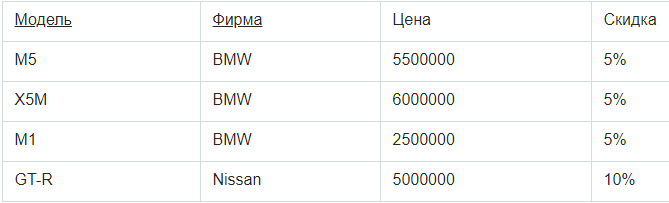 Модель Фирма Цена Скидка
M5 BMW 5500000 5%
X5M BMW 6000000 5%
M1 BMW 2500000 5%
GT-R Nissan 5000000 10%